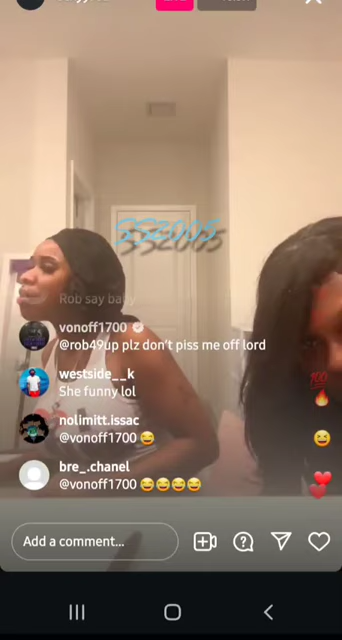 SS2005
Rob say baby
vonoff1700
@rob49up plz don't piss me off lord
westside__k
She funny lol
nolimitt.issac
@vonoff1700 😂
bre_.chanel
@vonoff1700 😂😂😂😂
💯
Add a comment...